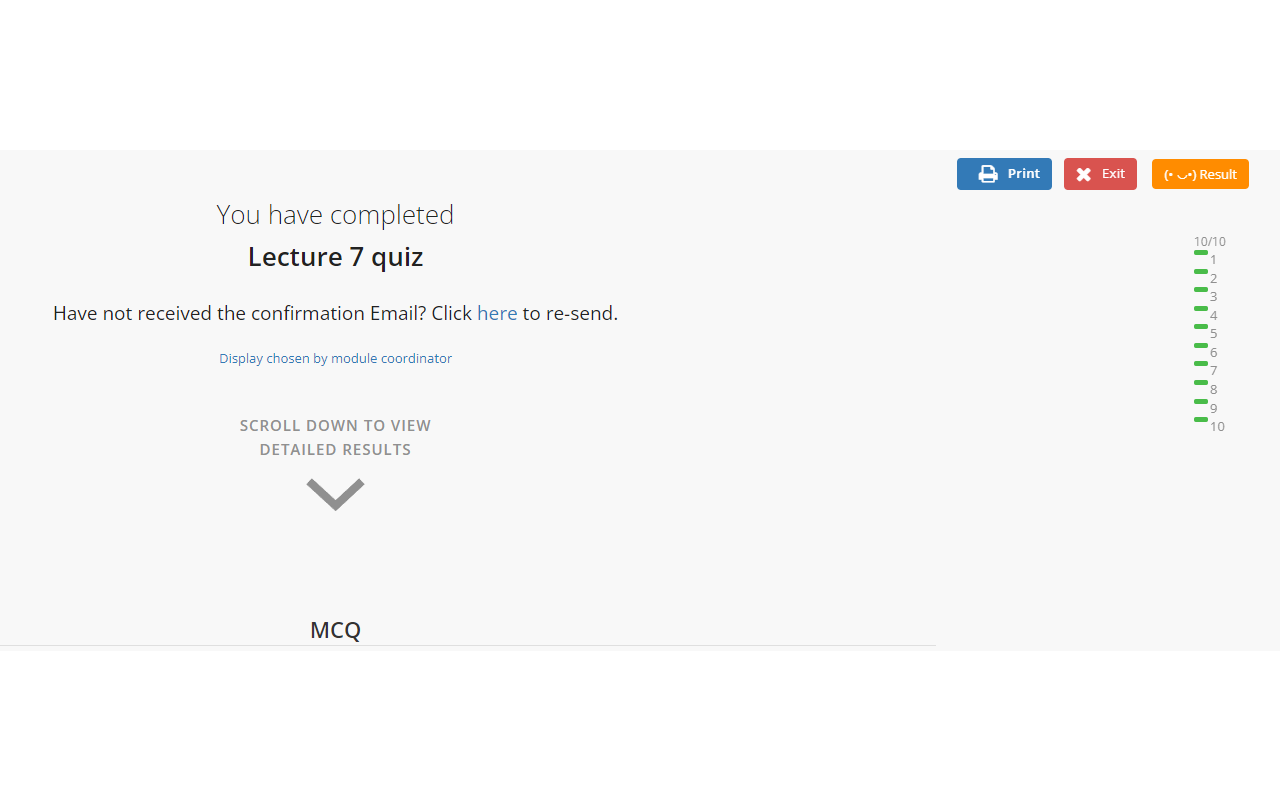 Print
Exit
(• ◡•) Result
You have completed
Lecture 7 quiz
Have not received the confirmation Email? Click here to re-send.
Display chosen by module coordinator
SCROLL DOWN TO VIEW
DETAILED RESULTS
MCQ
10/10
1
2
3
4
5
6
7
8
9
10